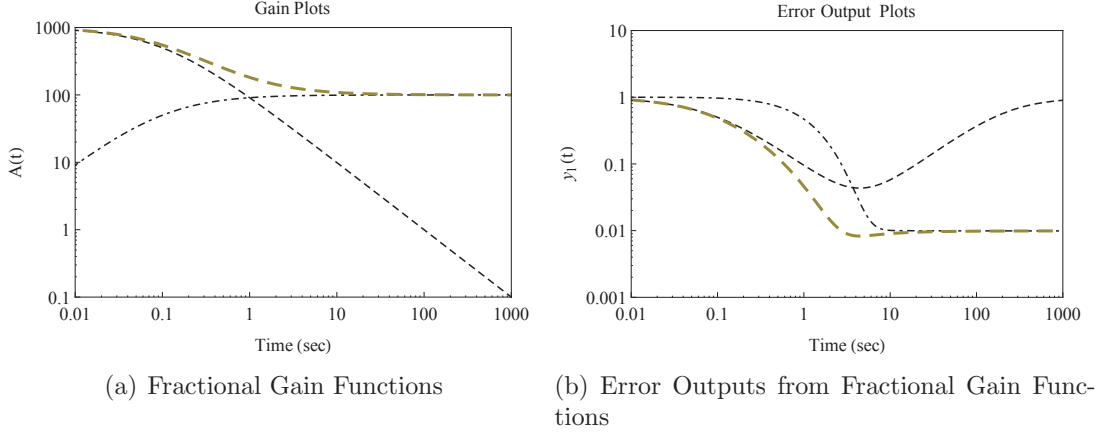 Gain Plots
1000
100
10
1
0.1
A(t)
0.01 0.1 1 10 100 1000
Time (sec)
(a) Fractional Gain Functions
Error Output Plots
10
1
0.1
0.01
0.001
y1(t)
0.01 0.1 1 10 100 1000
Time (sec)
(b) Error Outputs from Fractional Gain Func-
tions